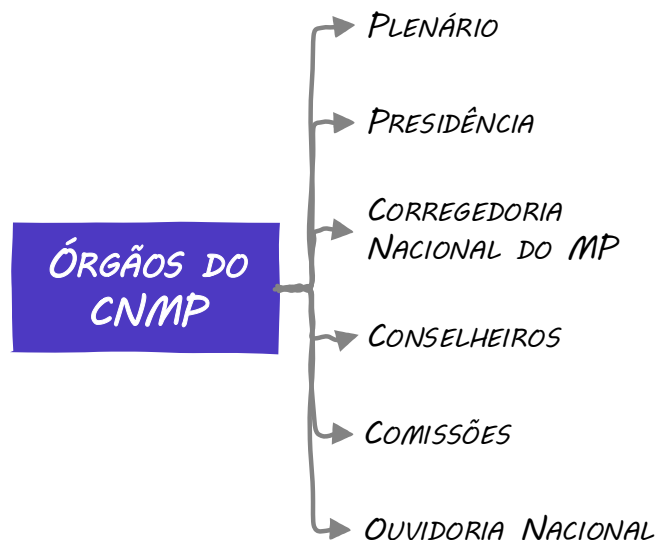 Órgãos do
CNMP
Plenário
Presidência
Corregedoria
Nacional do MP
Conselheiros
Comissões
Ouvidoria Nacional